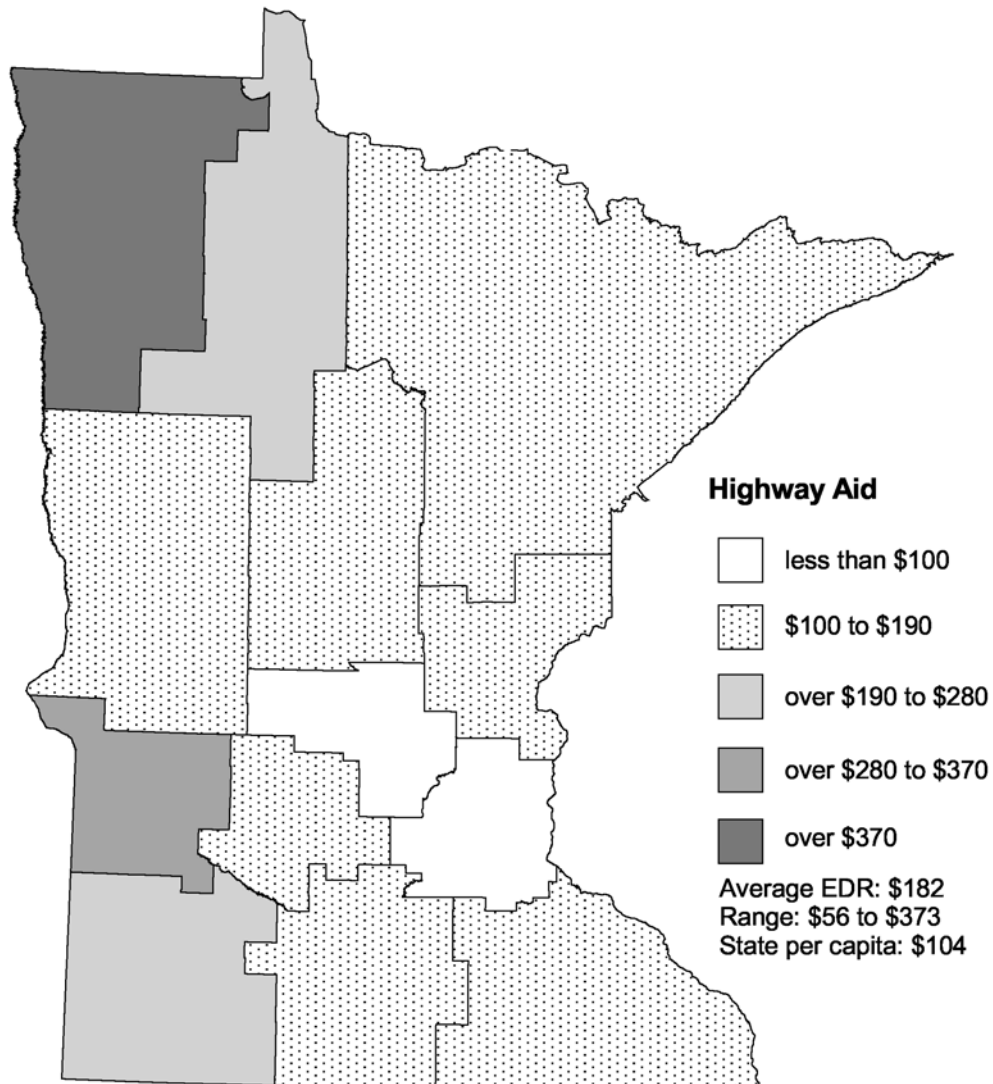 Highway Aid
less than $100
$100 to $190
over $190 to $280
over $280 to $370
over $370
Average EDR: $182
Range: $56 to $373
State per capita: $104